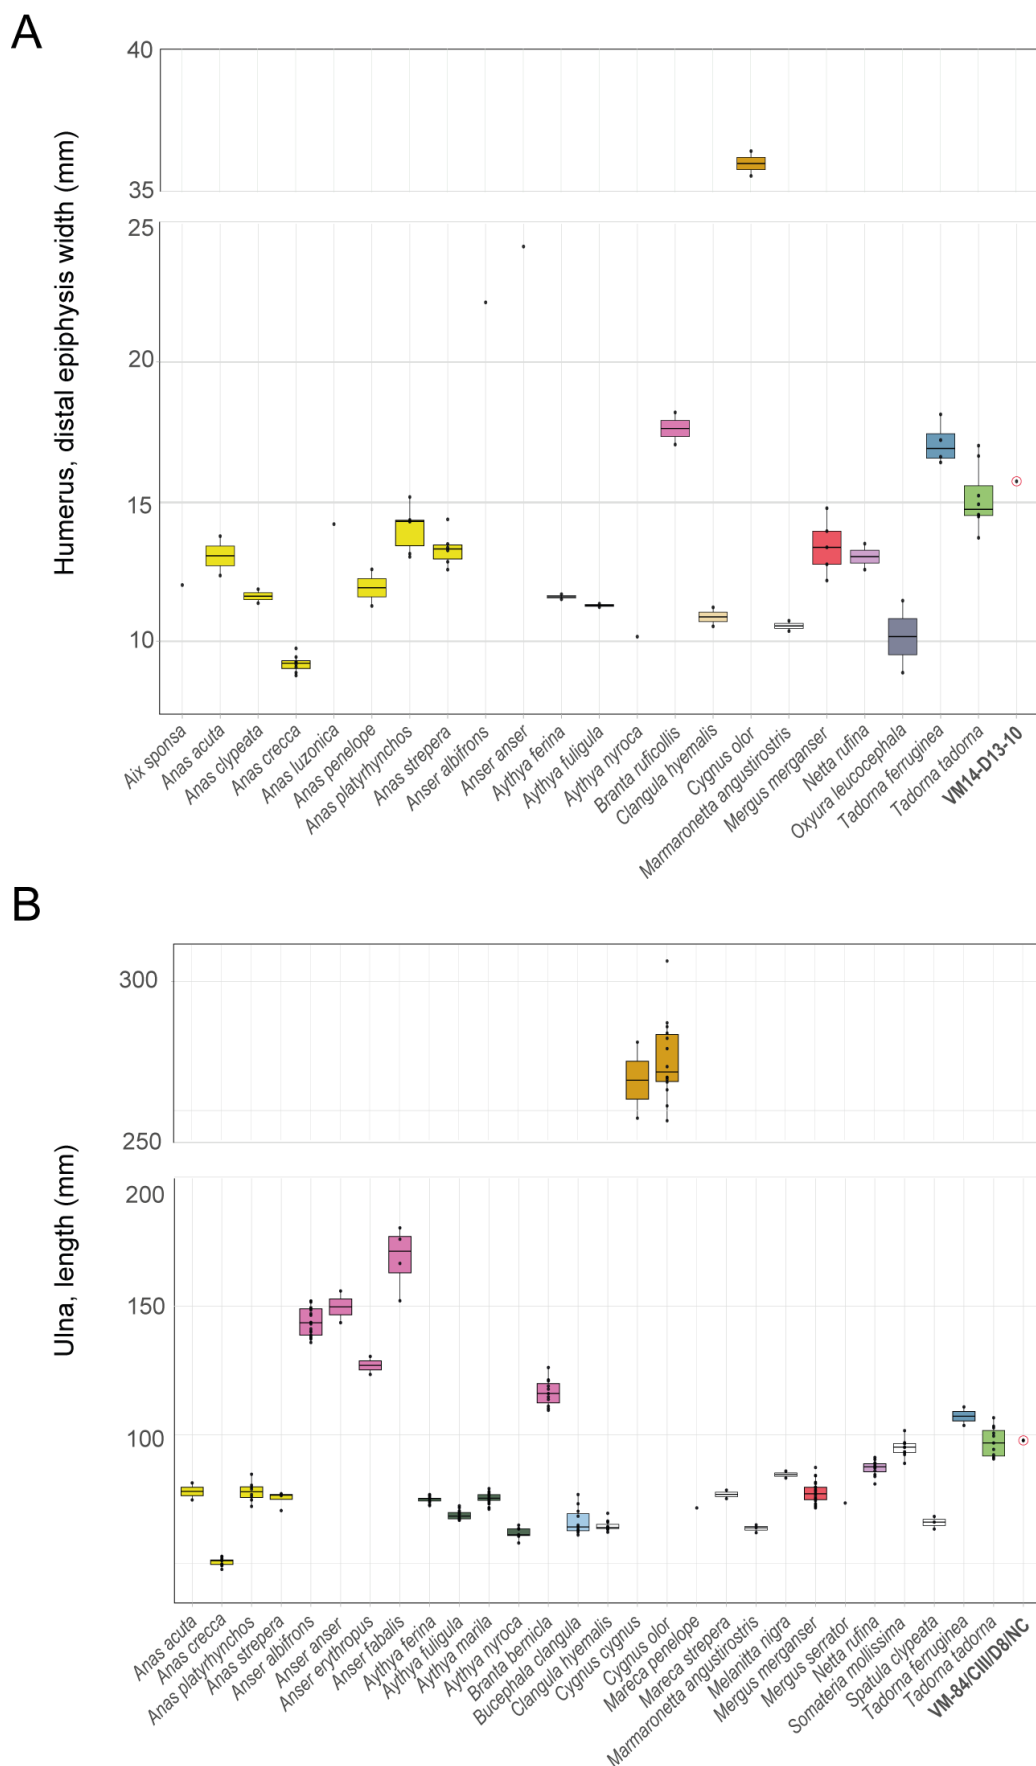 A
Humerus, distal epiphysis width (mm)
40
35
25
20
15
10
Aix sponsa
Anas acuta
Anas clypeata
Anas crecca
Anas luzonica
Anas penelope
Anas platyrhynchos
Anas strepera
Anser albifrons
Anser anser
Aythya ferina
Aythya fuligula
Aythya nyroca
Branta ruficollis
Clangula hyemalis
Cygnus olor
Marmaronetta angustirostris
Mergus merganser
Netta rufina
Oxyura leucocephala
Tadorna ferruginea
Tadorna tadorna
VM14-D13-10
B
Ulna, length (mm)
300
250
200
150
100
Anas acuta
Anas crecca
Anas platyrhynchos
Anas strepera
Anser albifrons
Anser anser
Anser erythropus
Anser fabalis
Aythya ferina
Aythya fuligula
Aythya marila
Aythya nyroca
Branta bernicla
Bucephala clangula
Clangula hyemalis
Cygnus cygnus
Cygnus olor
Mareca penelope
Mareca strepera
Marmaronetta angustirostris
Melanitta nigra
Mergus merganser
Mergus serrator
Netta rufina
Somateria mollissima
Spatula clypeata
Tadorna ferruginea
Tadorna tadorna
VM-84/CIII/D8/NC